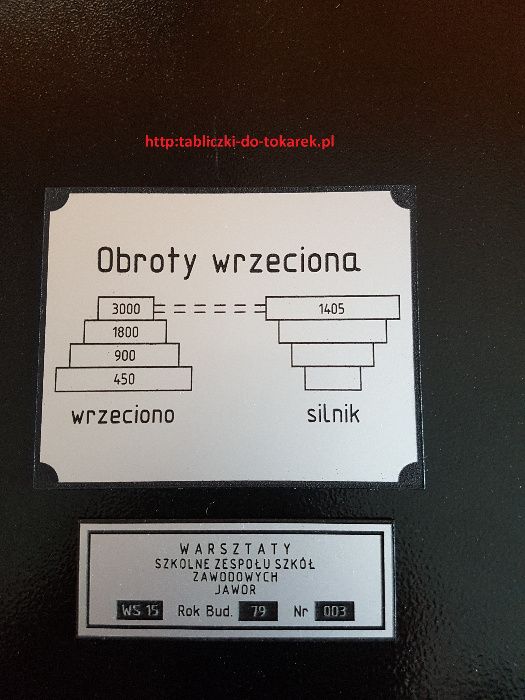 http:tabliczki-do-tokarek.pl
Obroty wrzeciona
3000 1405
1800
900
450
wrzeciono silnik
WARSZTATY
SZKOLNE ZESPOŁU SZKÓŁ
ZAWODOWYCH
JAWOR
WS 15 Rok Bud. 79 Nr 003